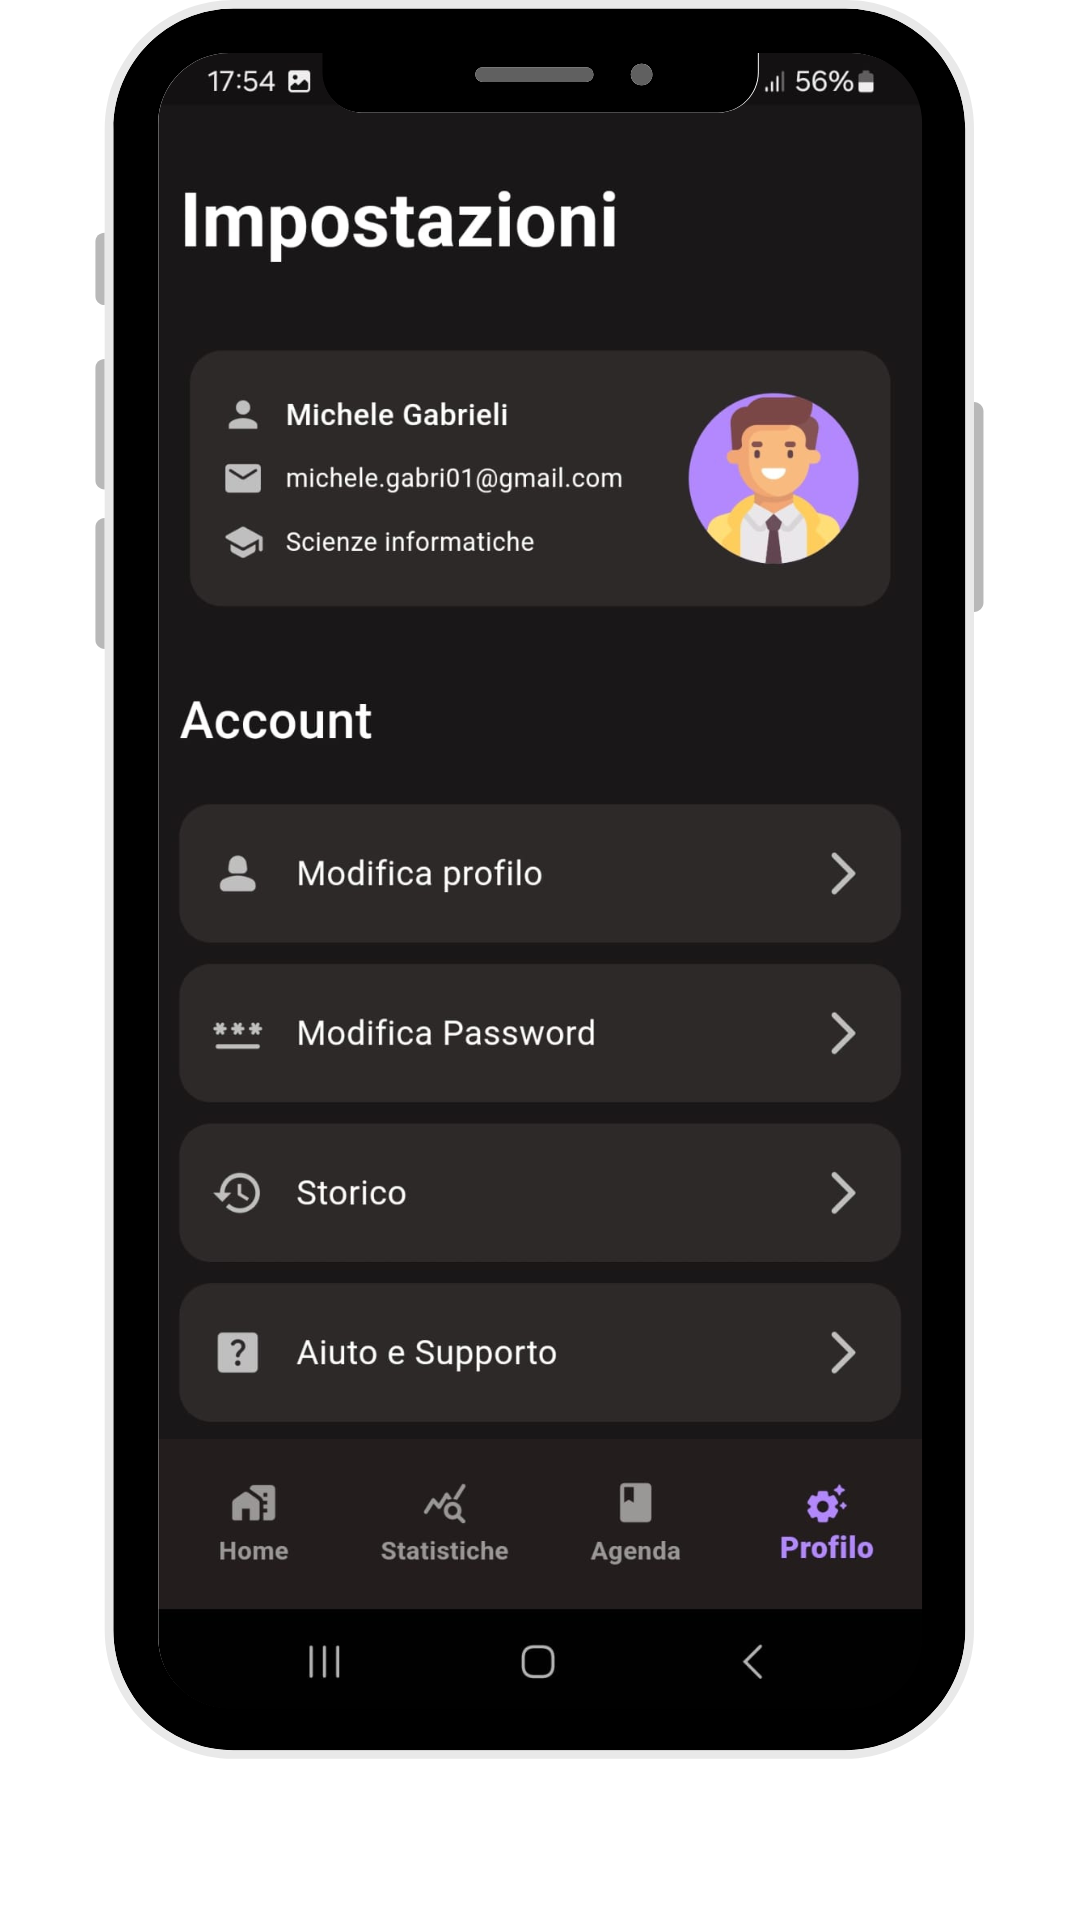 17:54
56%
Impostazioni
Michele Gabrieli
michele.gabri01@gmail.com
Scienze informatiche
Account
Modifica profilo
*** Modifica Password
Storico
? Aiuto e Supporto
Home Statistiche Agenda Profilo